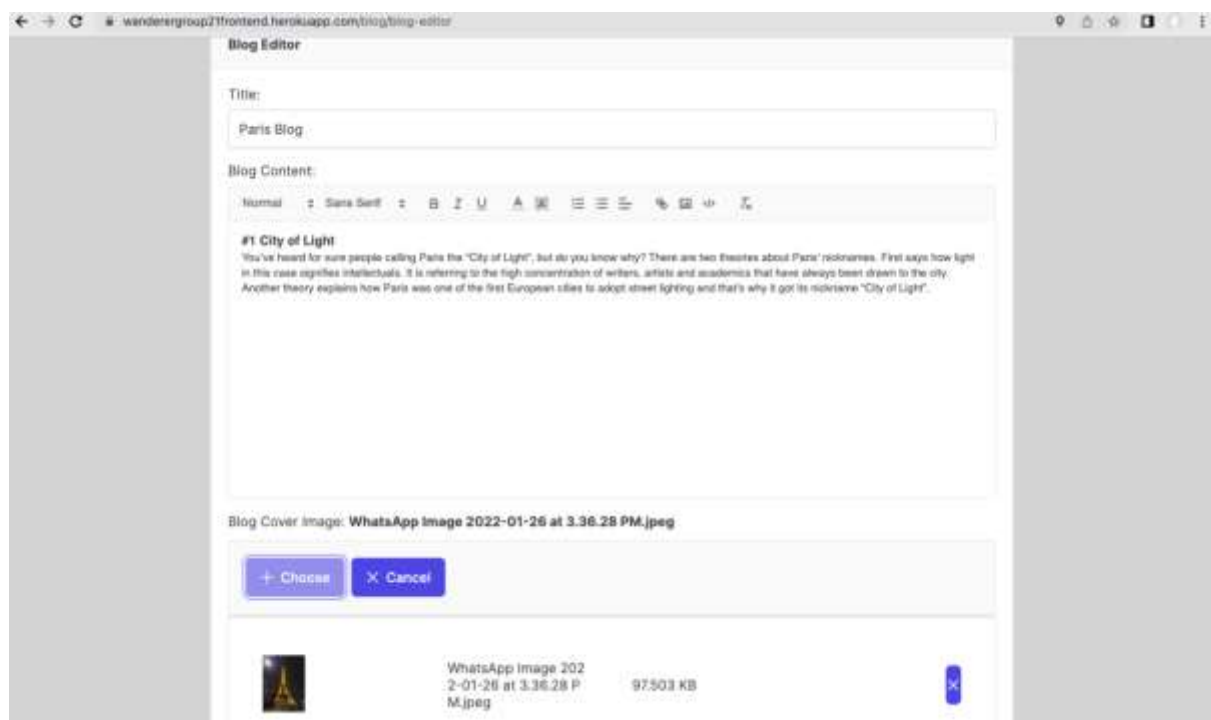 wanderergroup21frontend.herokuapp.com/blog/blog-editor
Blog Editor
Title:
Paris Blog
Blog Content:
Normal Sans Serif B I U A
#1 City of Light
You've heard for sure people calling Paris the "City of Light", but do you know why? There are two theories about Paris' nicknames. First says how light
in this case signifies intellectuals. It is referring to the high concentration of writers, artists and academics that have always been drawn to the city.
Another theory explains how Paris was one of the first European cities to adopt street lighting and that's why it got its nickname "City of Light".
Blog Cover Image: WhatsApp Image 2022-01-26 at 3.36.28 PM.jpeg
+ Choose × Cancel
WhatsApp Image 202
2-01-26 at 3.36.28 P 97.503 KB
M.jpeg